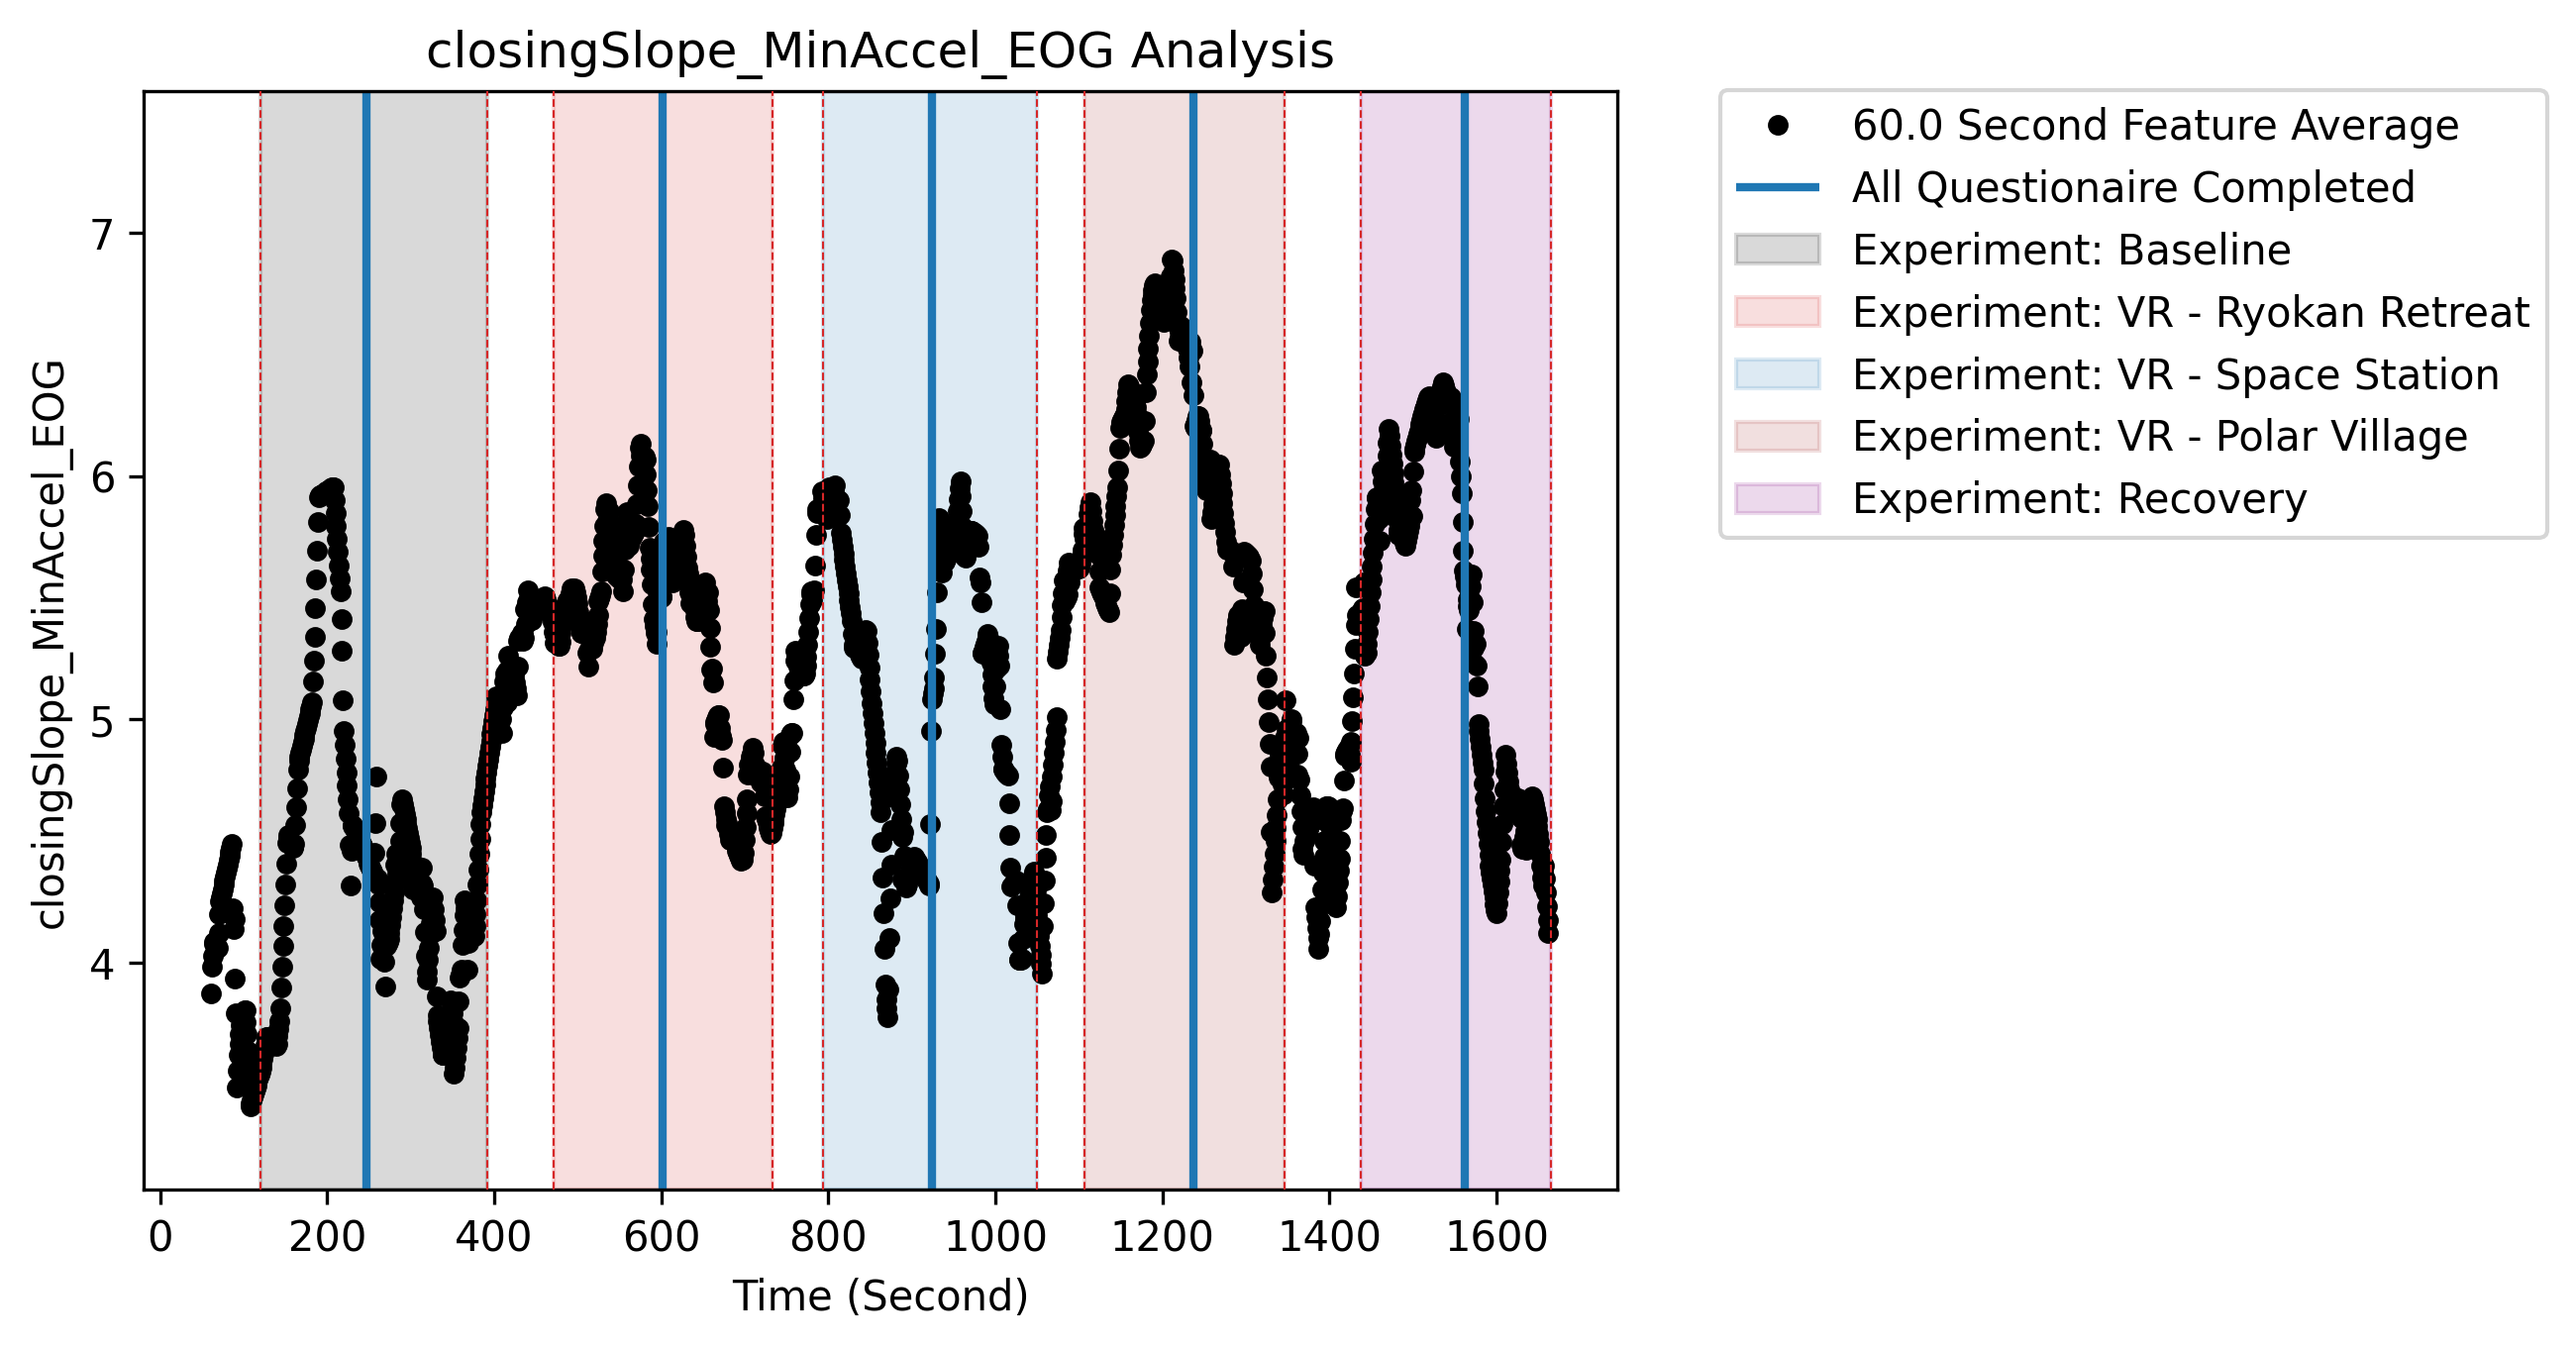 closingSlope_MinAccel_EOG Analysis
closingSlope_MinAccel_EOG
7
6
5
4
0 200 400 600 800 1000 1200 1400 1600
Time (Second)
60.0 Second Feature Average
All Questionaire Completed
Experiment: Baseline
Experiment: VR - Ryokan Retreat
Experiment: VR - Space Station
Experiment: VR - Polar Village
Experiment: Recovery